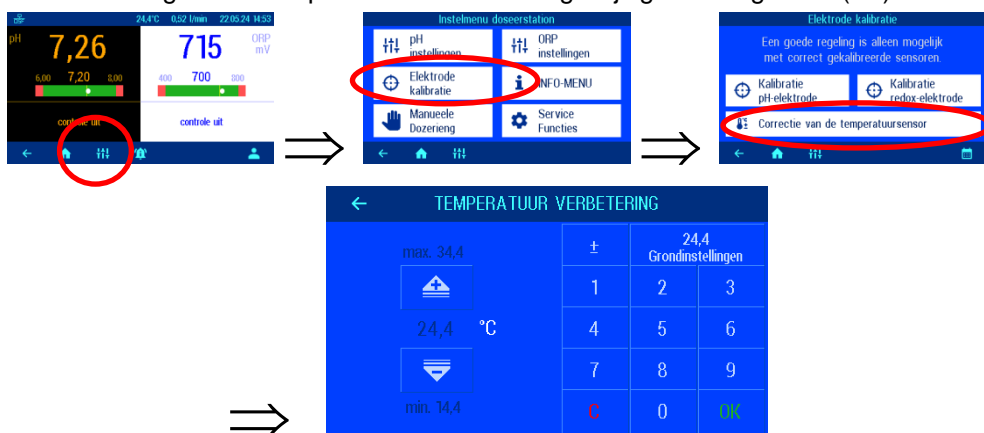 24,4°C 0,52 l/min 22.05.24 14:53
pH 7,26 715 ORP mV
6,00 7,20 8,00 400 700 800
controle uit controle uit
Instelmenu doseerstation
pH instellingen
ORP instellingen
Elektrode kalibratie
INFO-MENU
Manueele Dozerieng
Service Functies
Elektrode kalibratie
Een goede regeling is alleen mogelijk
met correct gekalibreerde sensoren.
Kalibratie pH-elektrode
Kalibratie redox-elektrode
Correctie van de temperatuursensor
TEMPERATUUR VERBETERING
max. 34,4
24,4 °C
min. 14,4
± 24,4
Grondinstellingen
1 2 3
4 5 6
7 8 9
C 0 OK